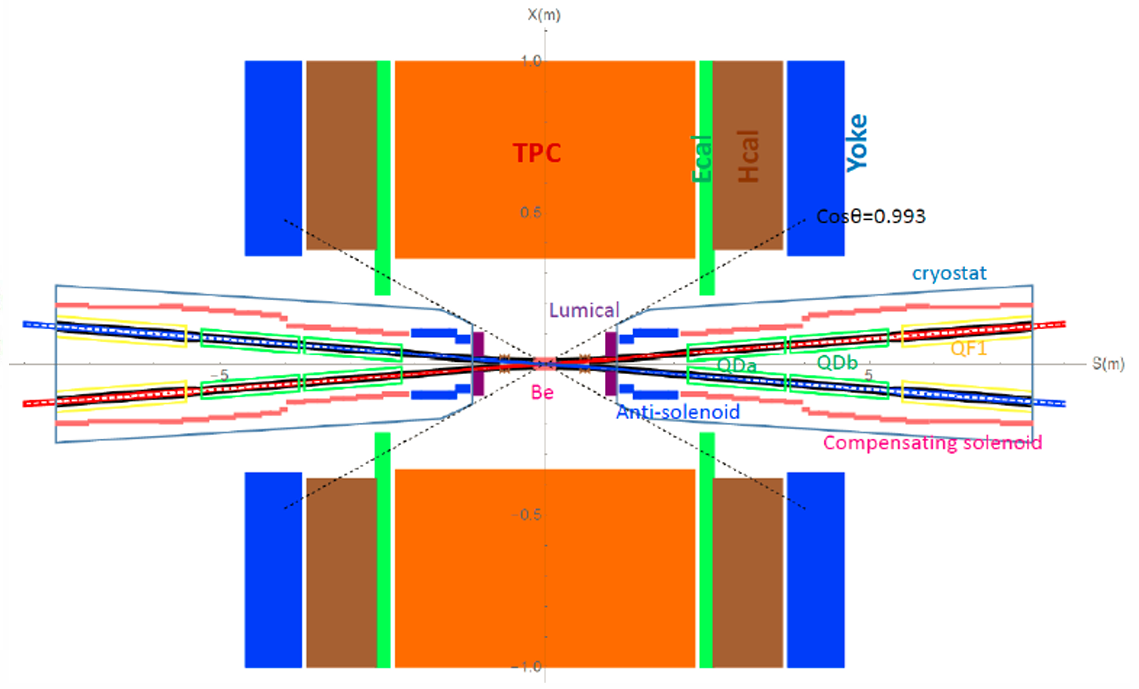 X(m)
1.0
TPC
Ecal
Hcal
Yoke
0.5
Cosθ=0.993
cryostat
Lumical
QF1
QDa
QDb
-5
5
S(m)
Be
Anti-solenoid
Compensating solenoid
-0.5
-1.0